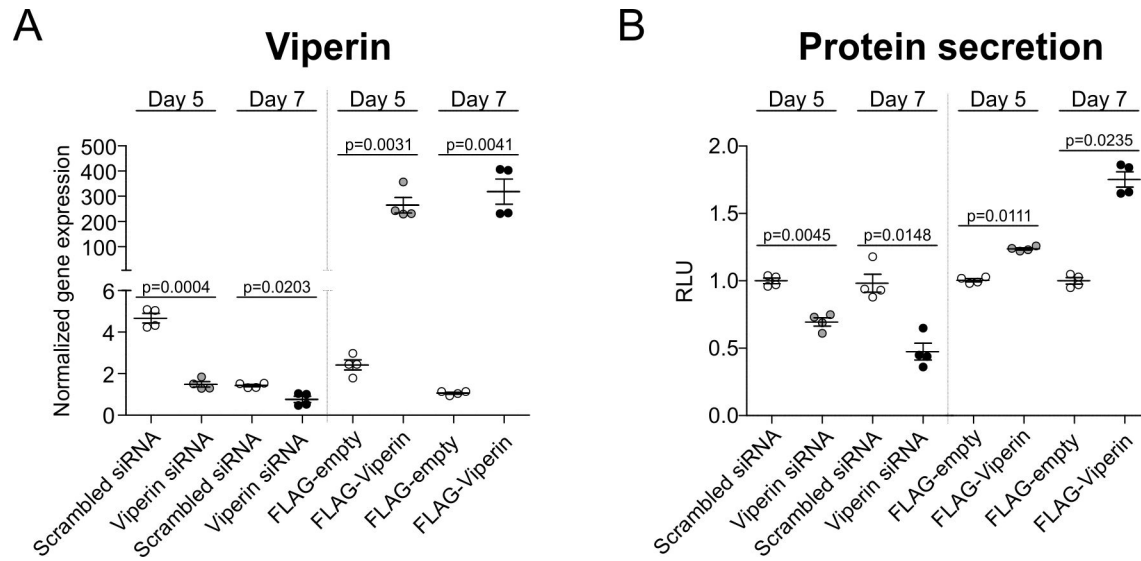 A
Viperin
Day 5 Day 7 Day 5 Day 7
Normalized gene expression
500
400
300
200
100
6
4
2
0
p=0.0031 p=0.0041
p=0.0004 p=0.0203
Scrambled siRNA
Viperin siRNA
Scrambled siRNA
Viperin siRNA
FLAG-empty
FLAG-Viperin
FLAG-empty
FLAG-Viperin
B
Protein secretion
Day 5 Day 7 Day 5 Day 7
RLU
2.0
1.5
1.0
0.5
0.0
p=0.0235
p=0.0111
p=0.0045 p=0.0148
Scrambled siRNA
Viperin siRNA
Scrambled siRNA
Viperin siRNA
FLAG-empty
FLAG-Viperin
FLAG-empty
FLAG-Viperin